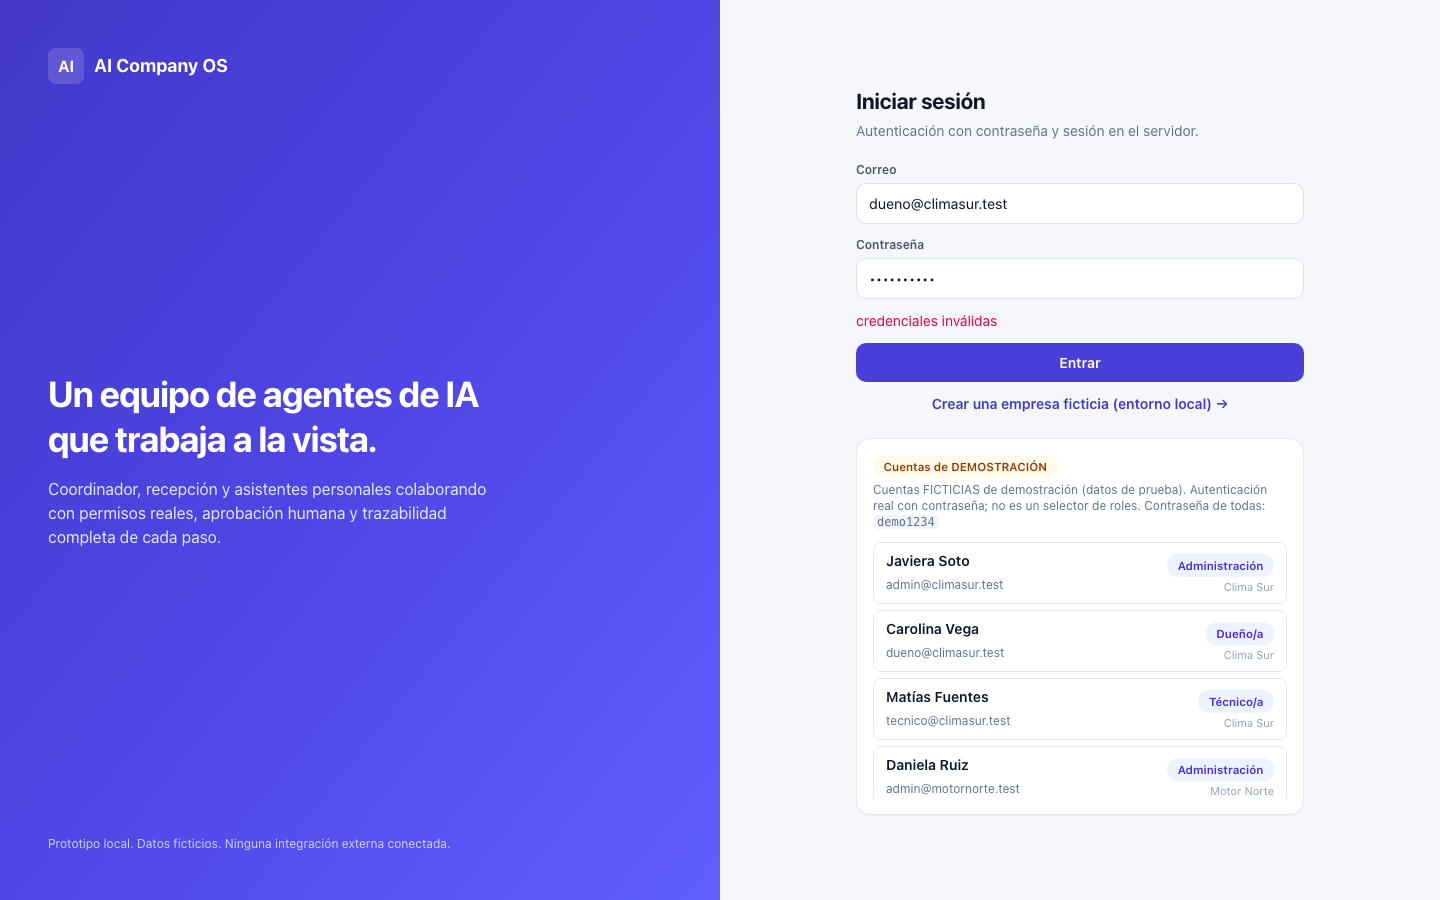 AI
AI Company OS
Un equipo de agentes de IA
que trabaja a la vista.
Coordinador, recepción y asistentes personales colaborando
con permisos reales, aprobación humana y trazabilidad
completa de cada paso.
Prototipo local. Datos ficticios. Ninguna integración externa conectada.
Iniciar sesión
Autenticación con contraseña y sesión en el servidor.
Correo
dueno@climasur.test
Contraseña
••••••••••
credenciales inválidas
Entrar
Crear una empresa ficticia (entorno local) →
Cuentas de DEMOSTRACIÓN
Cuentas FICTICIAS de demostración (datos de prueba). Autenticación
real con contraseña; no es un selector de roles. Contraseña de todas:
demo1234
Javiera Soto
Administración
admin@climasur.test
Clima Sur
Carolina Vega
Dueño/a
dueno@climasur.test
Clima Sur
Matías Fuentes
Técnico/a
tecnico@climasur.test
Clima Sur
Daniela Ruiz
Administración
admin@motornorte.test
Motor Norte